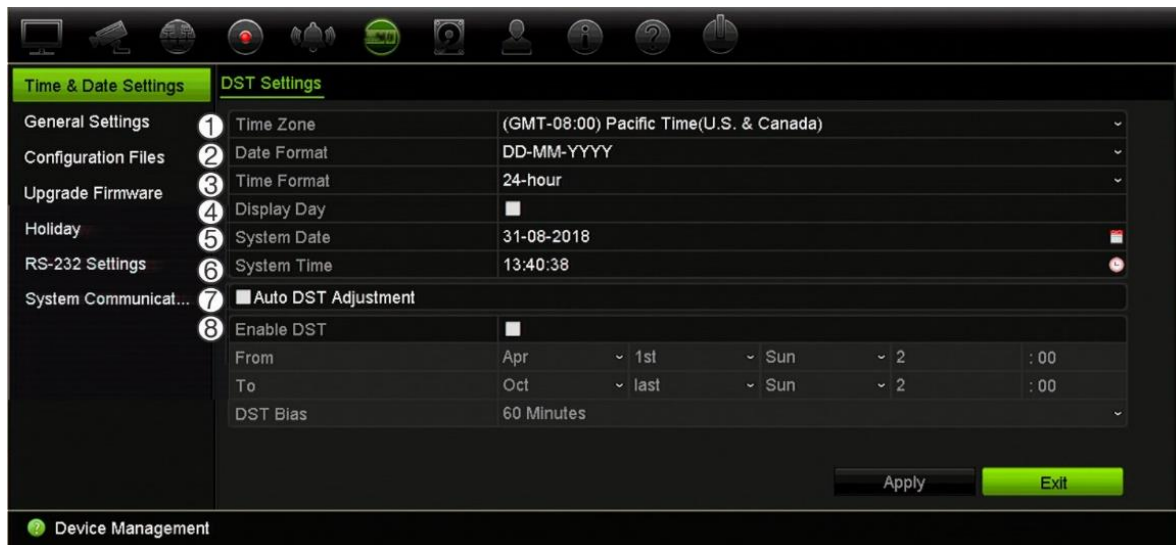 Time & Date Settings
DST Settings
General Settings
Configuration Files
Upgrade Firmware
Holiday
RS-232 Settings
System Communicat...
① Time Zone (GMT-08:00) Pacific Time(U.S. & Canada)
② Date Format DD-MM-YYYY
③ Time Format 24-hour
④ Display Day
⑤ System Date 31-08-2018
⑥ System Time 13:40:38
⑦ Auto DST Adjustment
⑧ Enable DST
From Apr 1st Sun 2 : 00
To Oct last Sun 2 : 00
DST Bias 60 Minutes
Apply Exit
Device Management